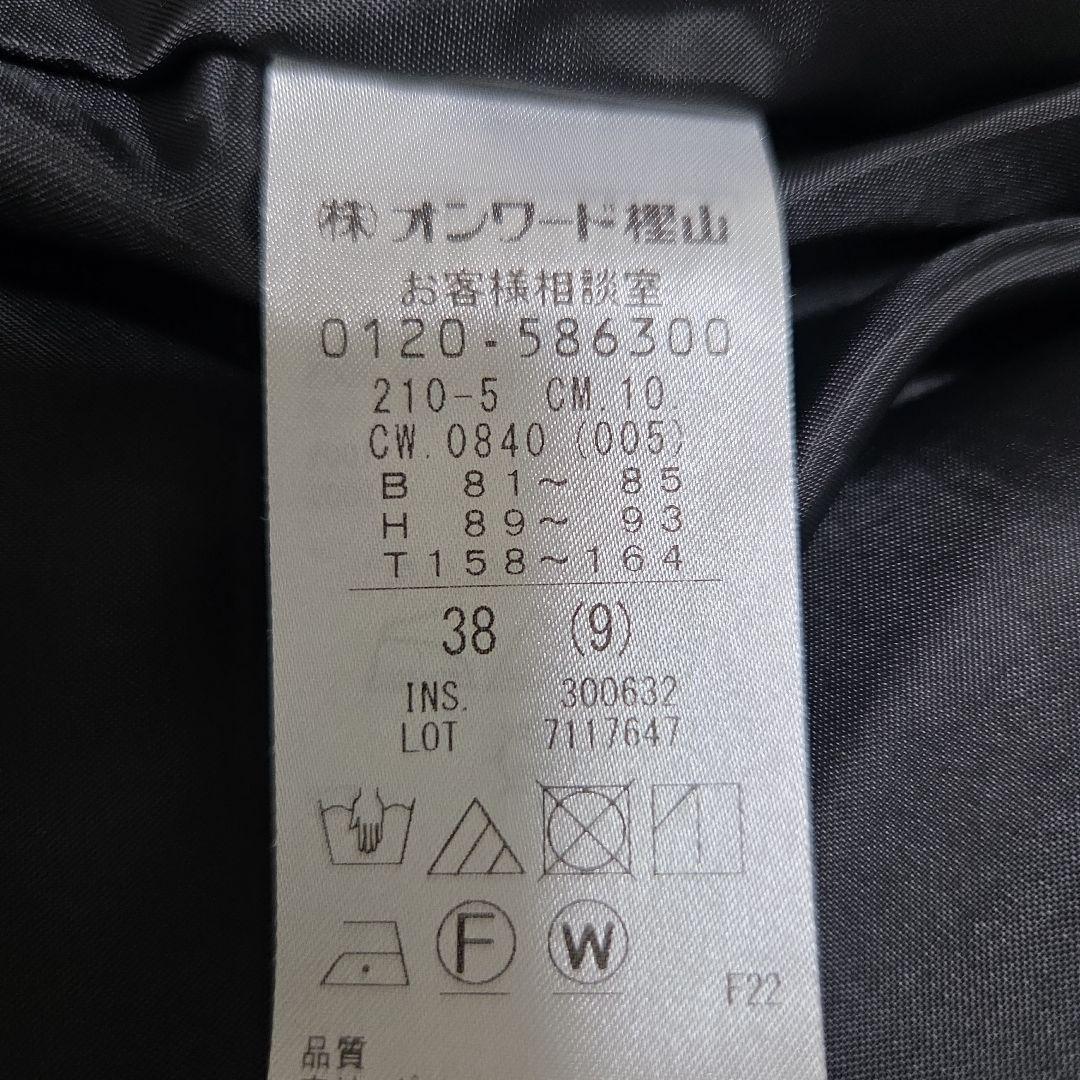 ㈱オンワード樫山
お客様相談室
0120-586300
210-5 CM.10.
CW.0840 (005)
B 81~ 85
H 89~ 93
T158~164
38 (9)
INS. 300632
LOT 7117647
F W
F22
品質